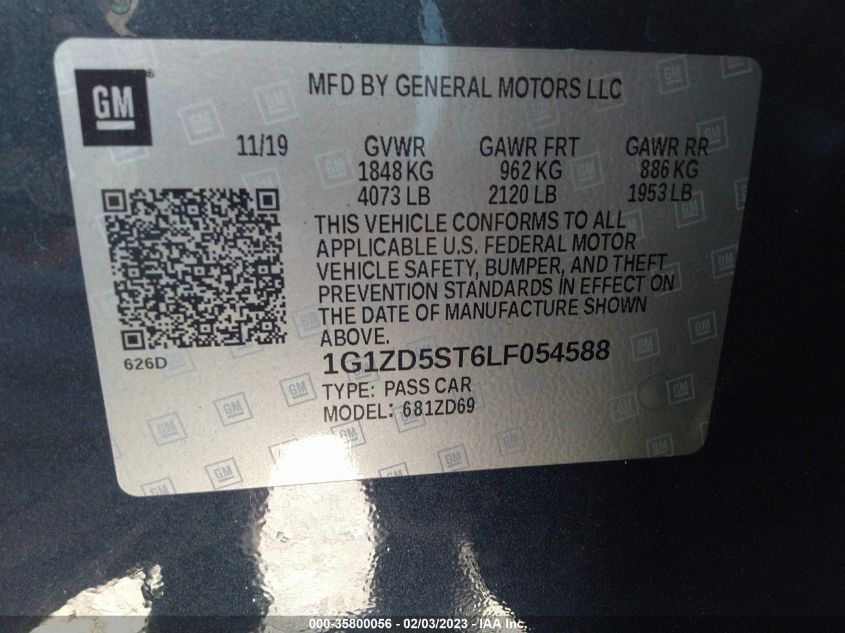 GM
MFD BY GENERAL MOTORS LLC
11/19 GVWR GAWR FRT GAWR RR
1848 KG 962 KG 886 KG
4073 LB 2120 LB 1953 LB
THIS VEHICLE CONFORMS TO ALL
APPLICABLE U.S. FEDERAL MOTOR
VEHICLE SAFETY, BUMPER, AND THEFT
PREVENTION STANDARDS IN EFFECT ON
THE DATE OF MANUFACTURE SHOWN
ABOVE.
626D
1G1ZD5ST6LF054588
TYPE: PASS CAR
MODEL: 681ZD69
000-35800056 - 02/03/2023 - IAA Inc.